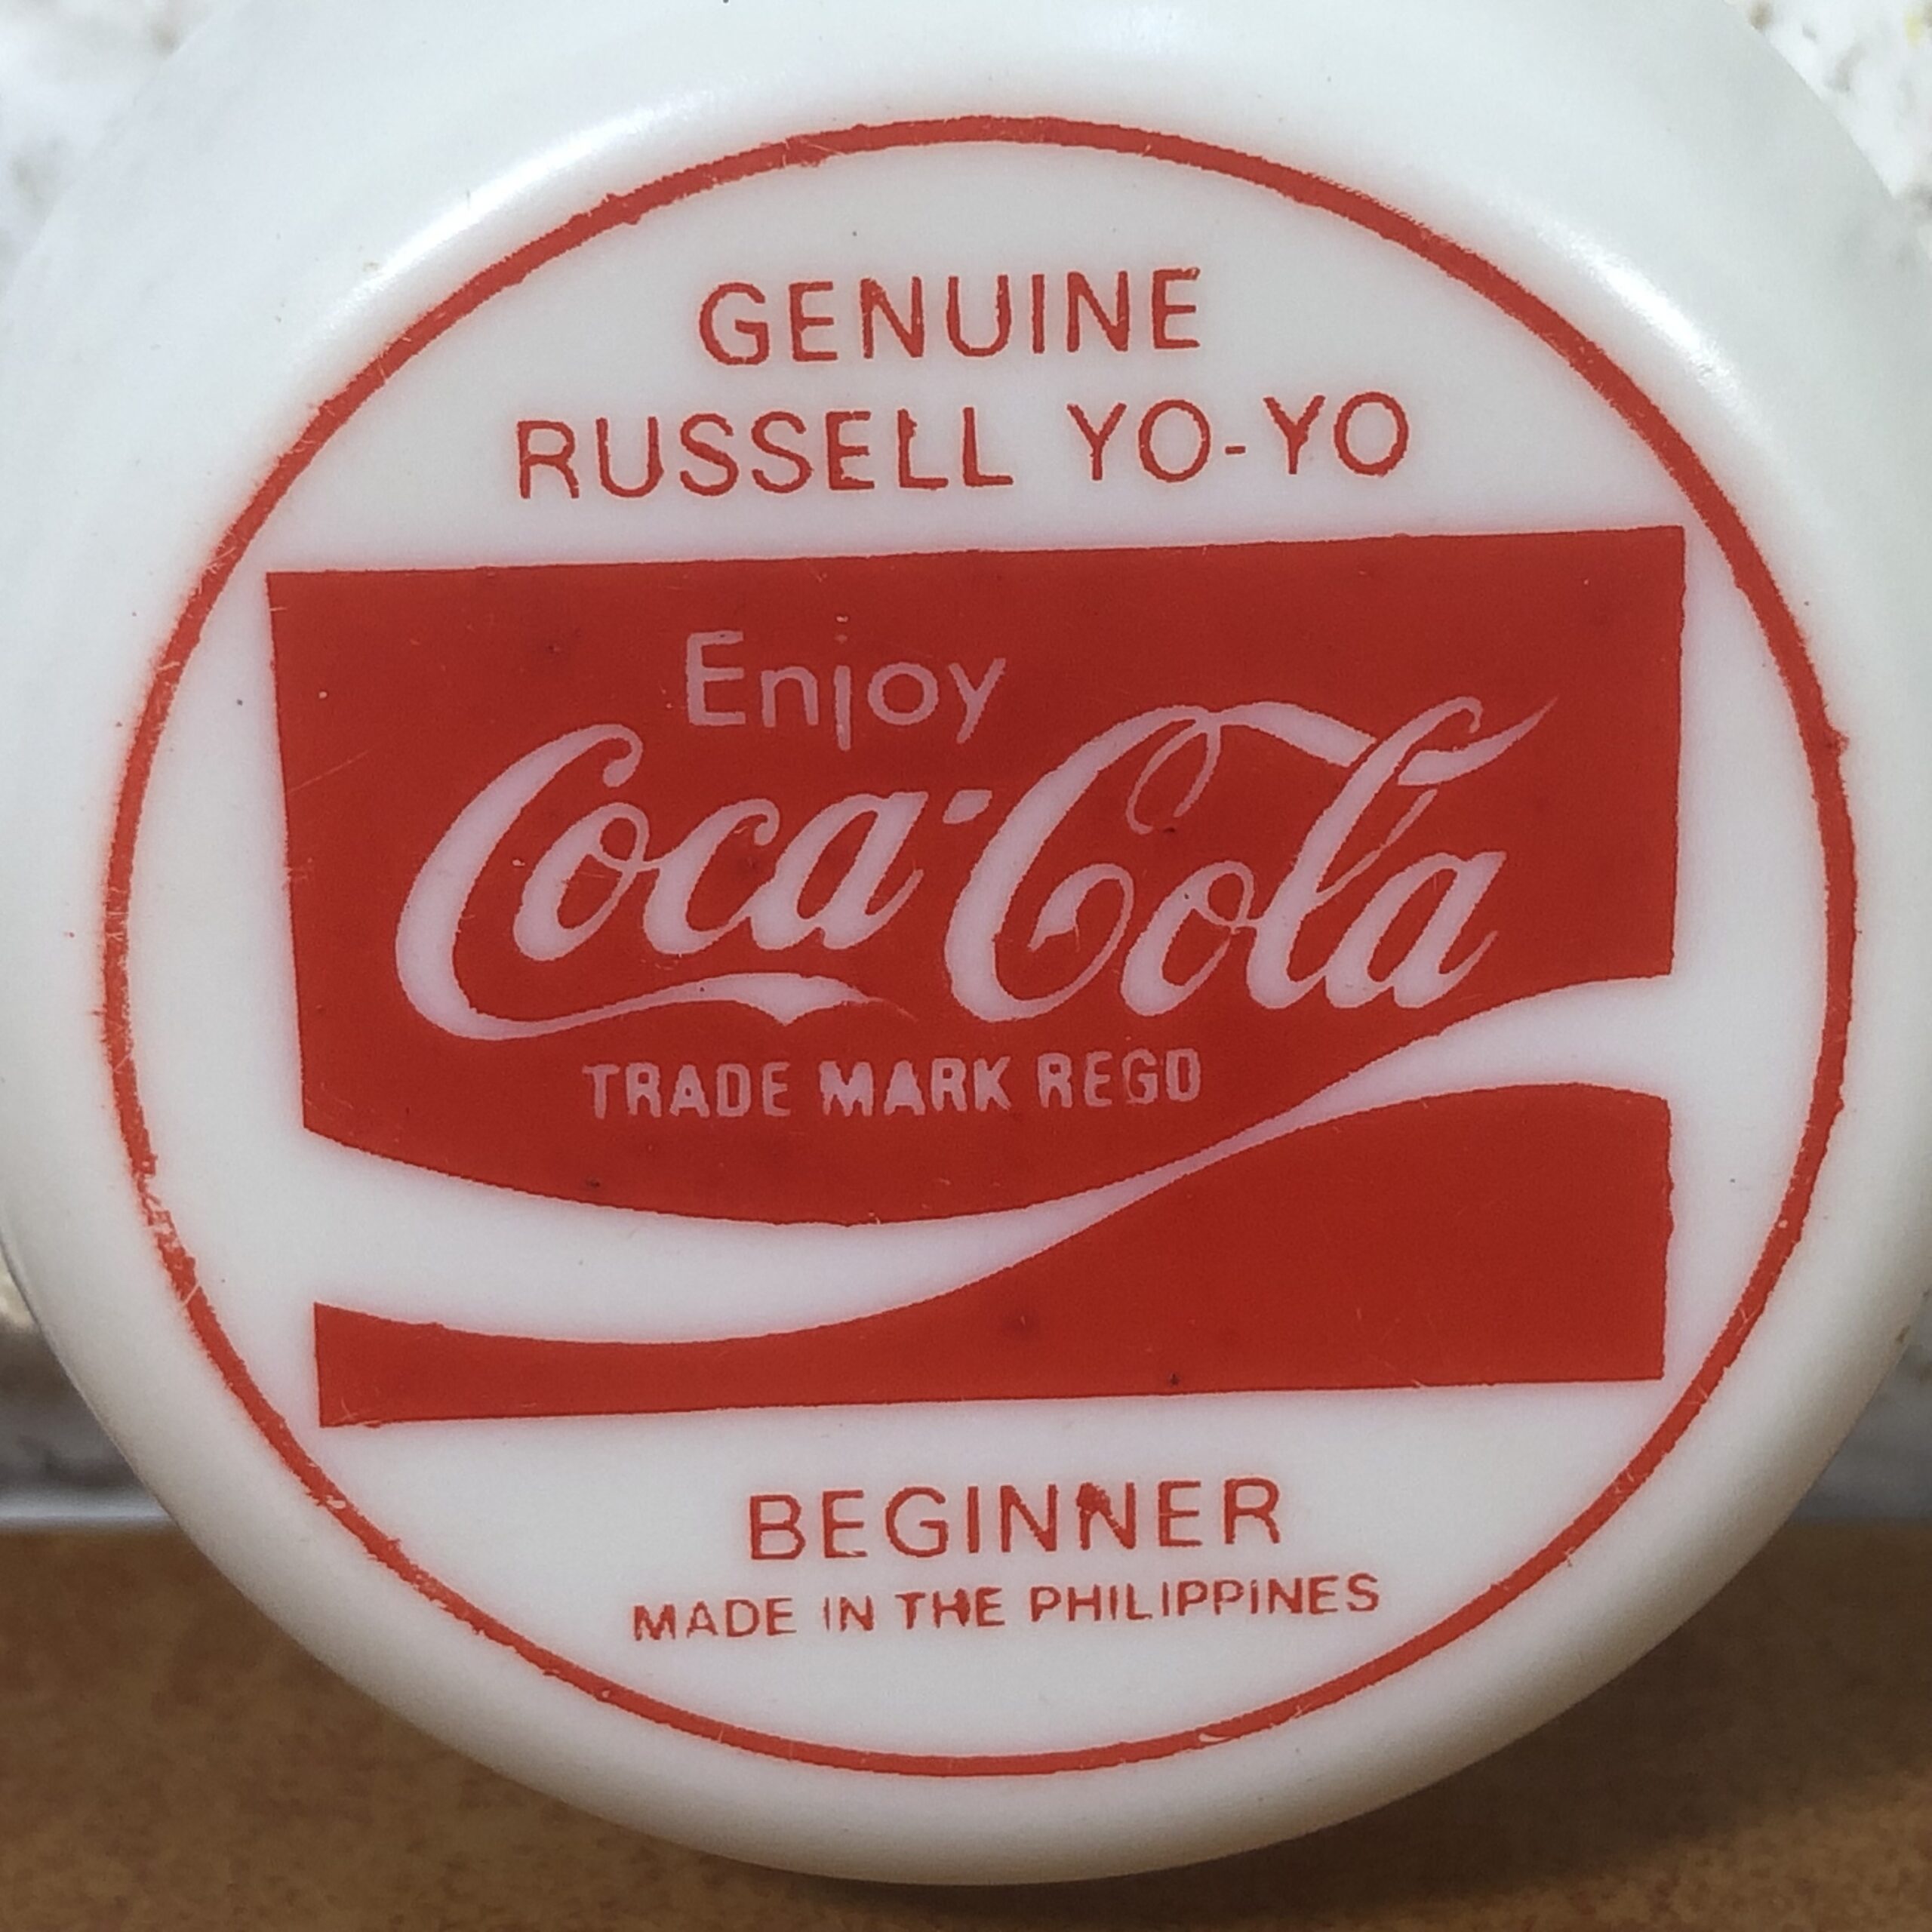 GENUINE
RUSSELL YO-YO
Enjoy
Coca-Cola
TRADE MARK REGD
BEGINNER
MADE IN THE PHILIPPINES